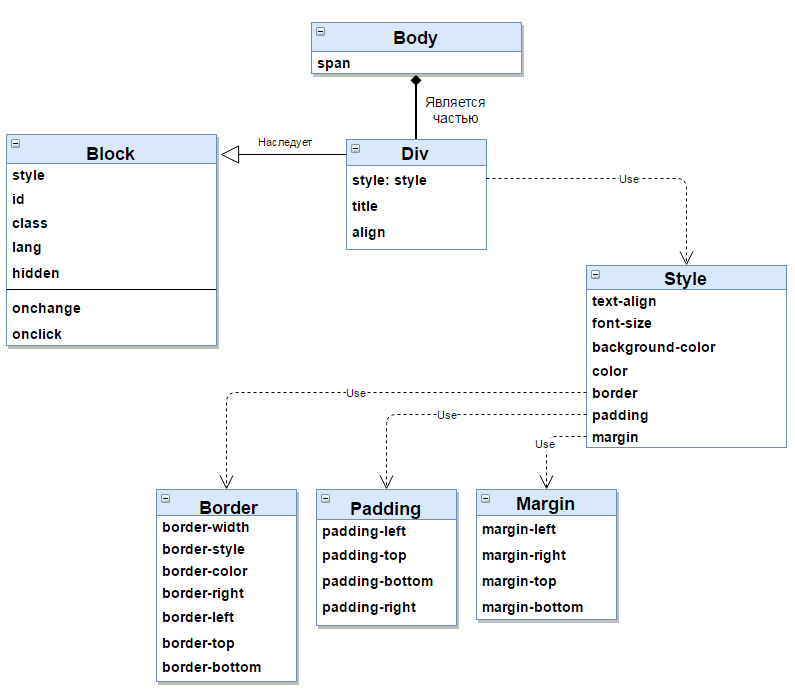 Body
span
Является
частью
Наследует
Block
style
id
class
lang
hidden
onchange
onclick
Div
style: style
title
align
Use
Style
text-align
font-size
background-color
color
border
padding
margin
Use
Use
Use
Border
border-width
border-style
border-color
border-right
border-left
border-top
border-bottom
Padding
padding-left
padding-top
padding-bottom
padding-right
Margin
margin-left
margin-right
margin-top
margin-bottom